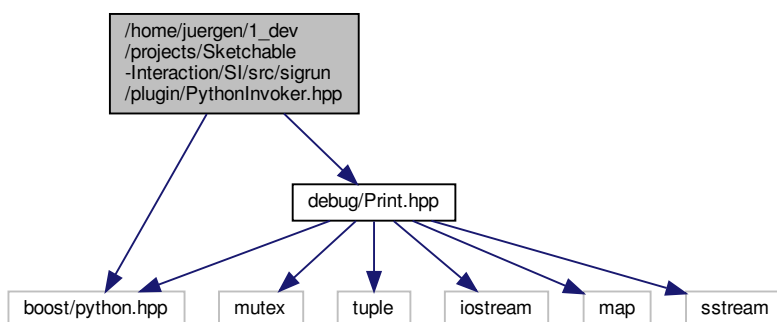 /home/juergen/1_dev
/projects/Sketchable
-Interaction/SI/src/sigrun
/plugin/PythonInvoker.hpp
debug/Print.hpp
boost/python.hpp
mutex
tuple
iostream
map
sstream